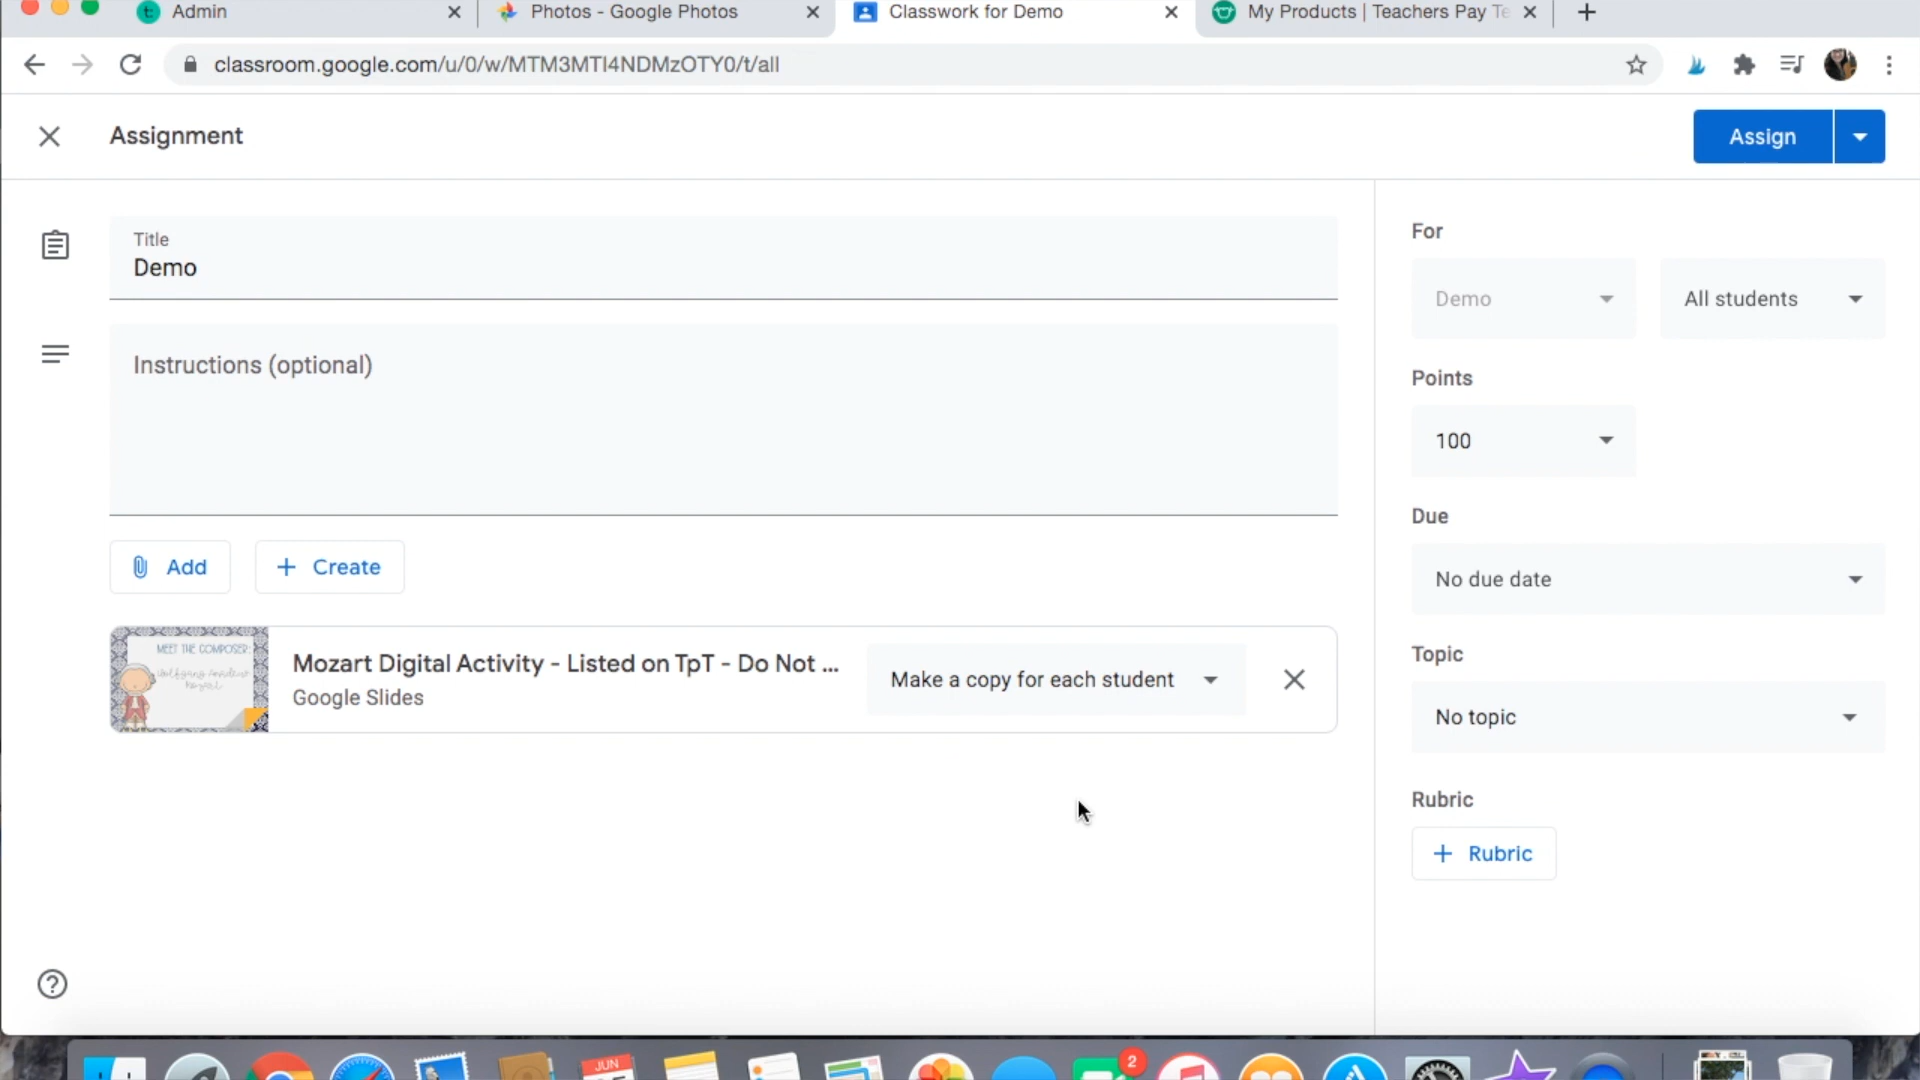 Admin
Photos - Google Photos
Classwork for Demo
My Products | Teachers Pay Te
classroom.google.com/u/0/w/MTM3MTI4NDMzOTY0/t/all
Assignment
Assign
Title
Demo
Instructions (optional)
Add
Create
MEET THE COMPOSER:
Mozart Digital Activity - Listed on TpT - Do Not ...
Google Slides
Make a copy for each student
For
Demo
All students
Points
100
Due
No due date
Topic
No topic
Rubric
Rubric
JUN
2